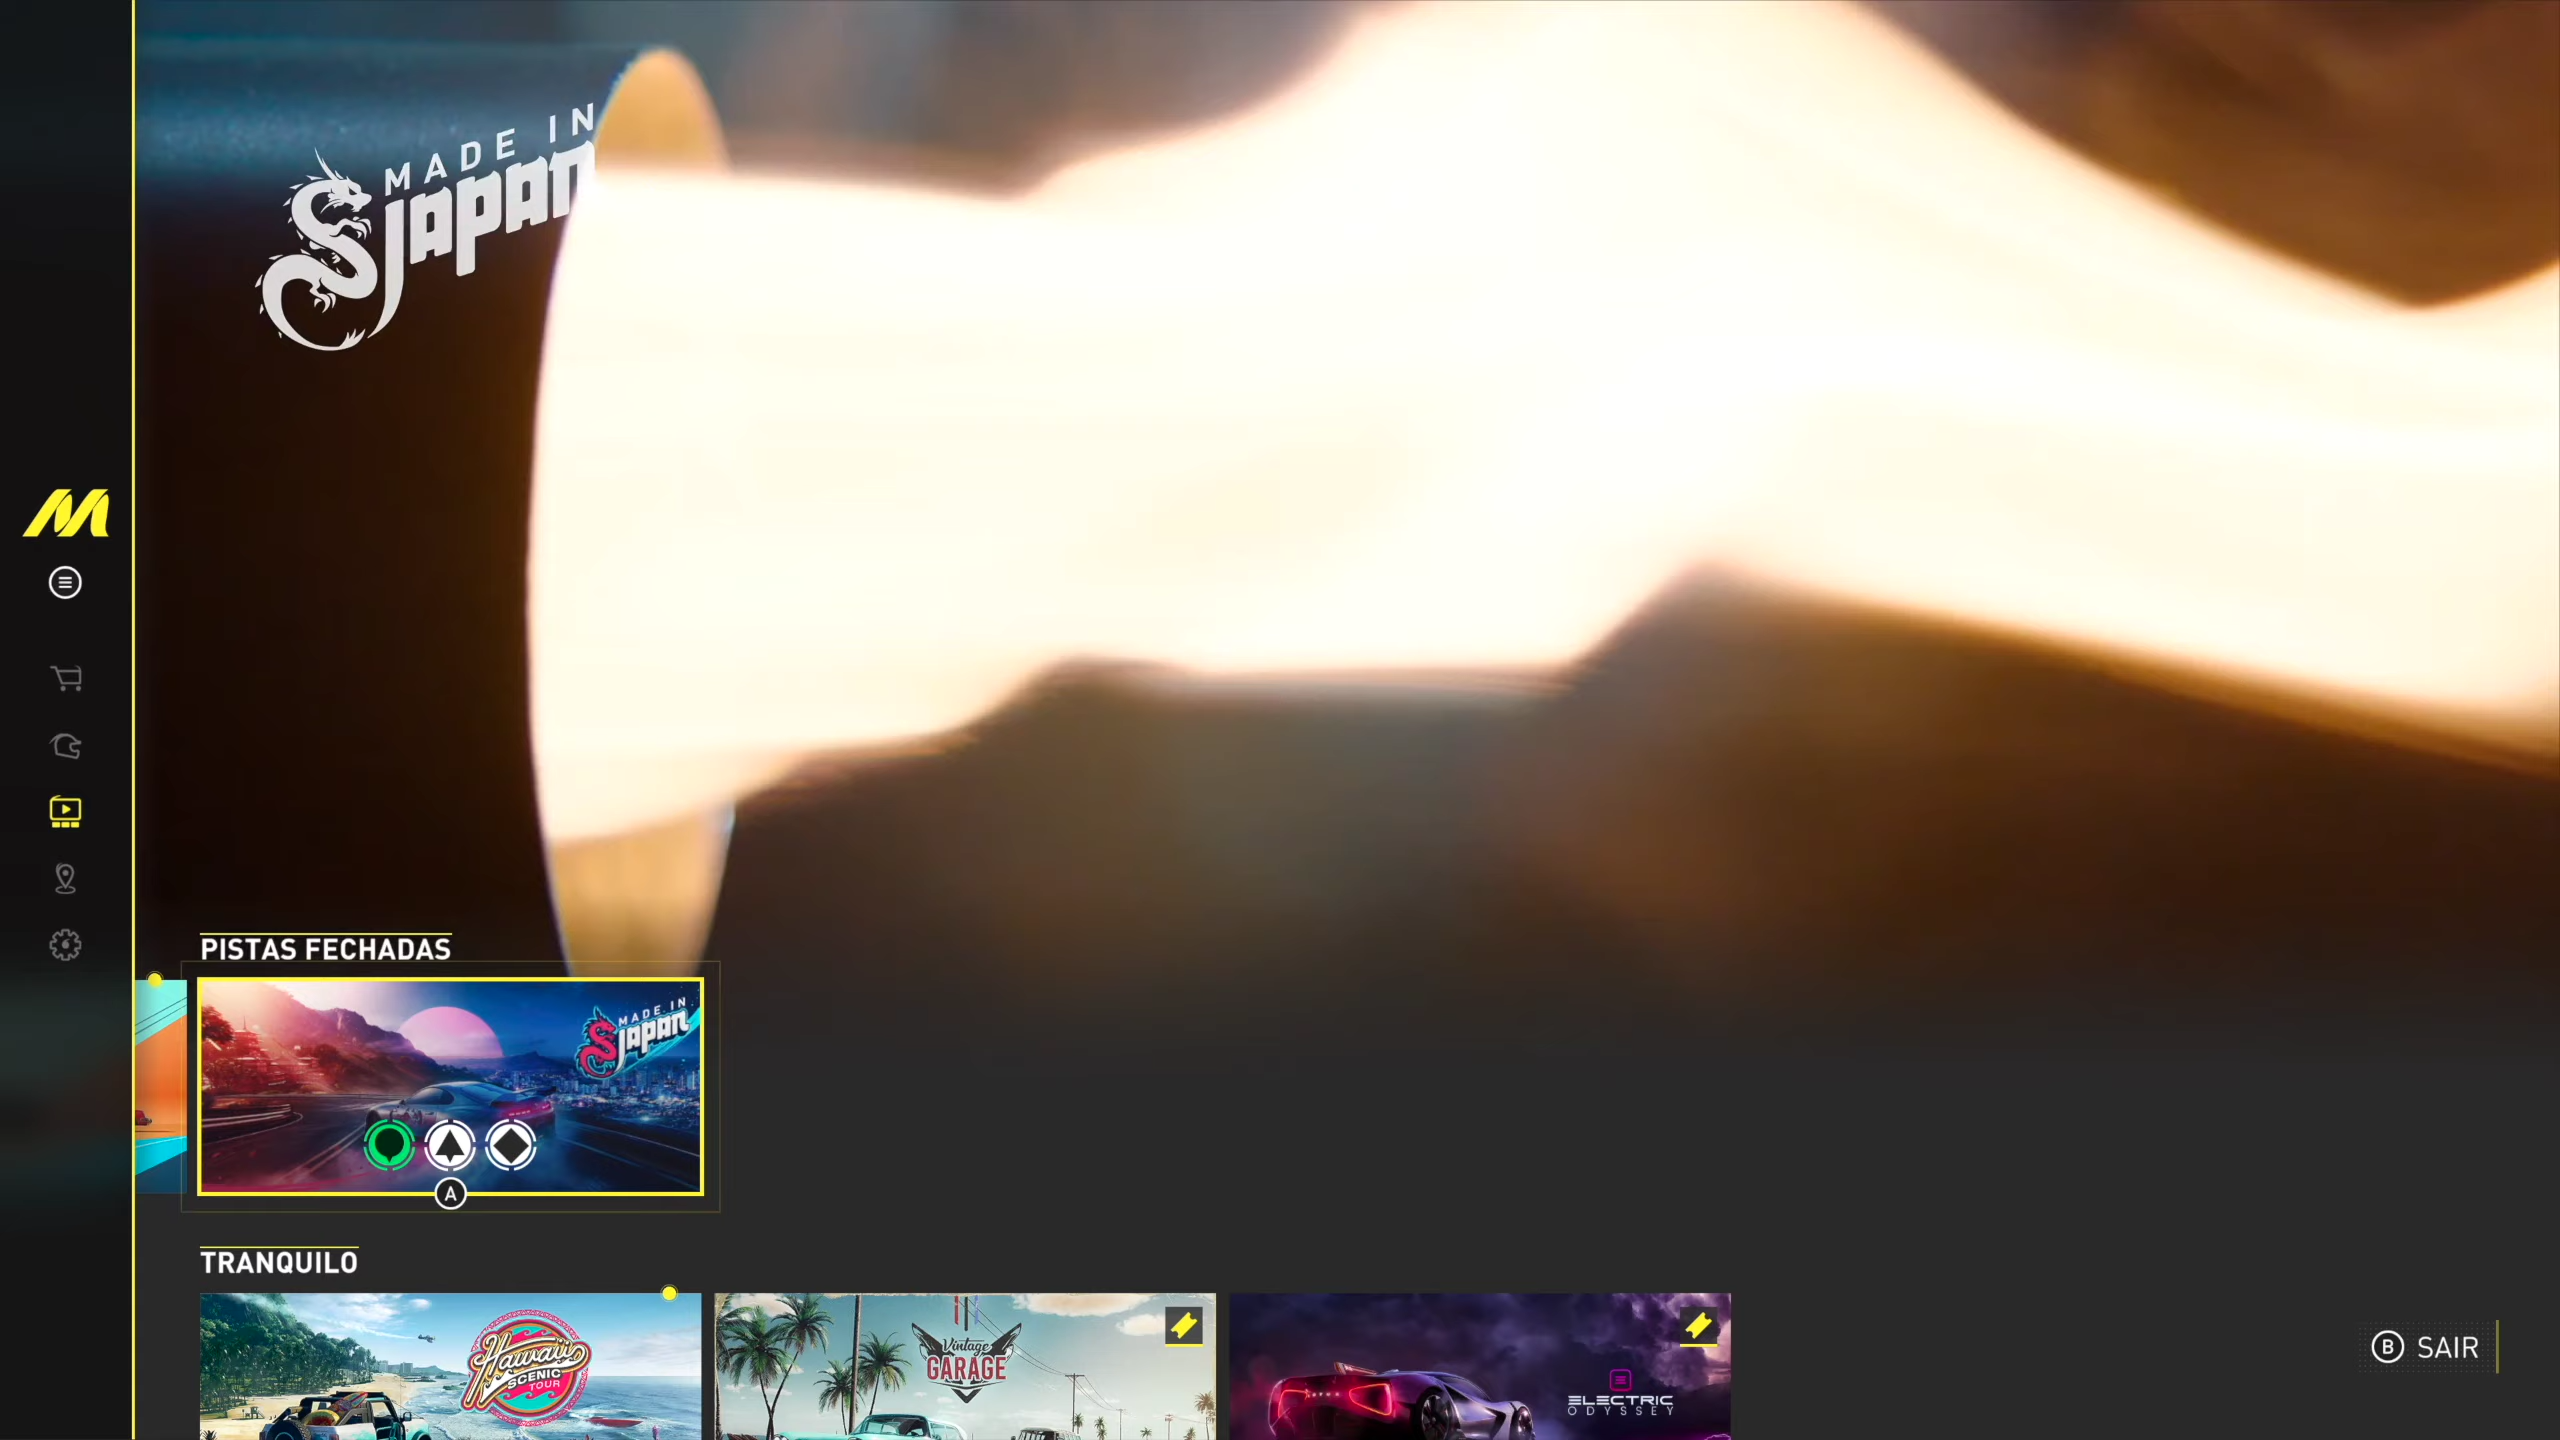 MADE IN
Japan
PISTAS FECHADAS
MADE IN
Japan
A
TRANQUILO
Hawaii
SCENIC
TOUR
Vintage
GARAGE
ELECTRIC
ODYSSEY
B SAIR